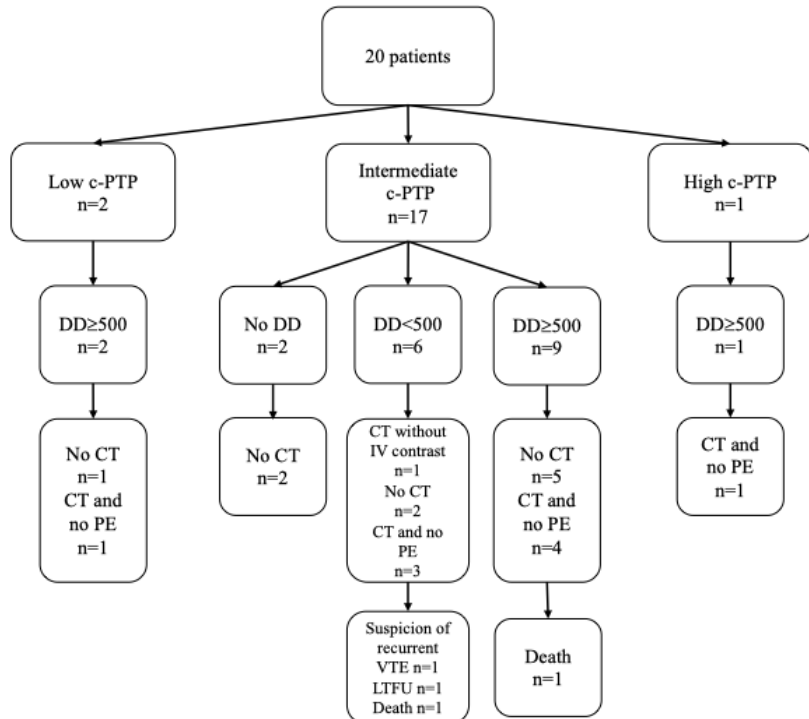 20 patients
Low c-PTP
n=2
Intermediate
c-PTP
n=17
High c-PTP
n=1
DD≥500
n=2
No DD
n=2
DD<500
n=6
DD≥500
n=9
DD≥500
n=1
No CT
n=1
CT and
no PE
n=1
No CT
n=2
CT without
IV contrast
n=1
No CT
n=2
CT and no
PE
n=3
No CT
n=5
CT and
no PE
n=4
CT and
no PE
n=1
Suspicion of
recurrent
VTE n=1
LTFU n=1
Death n=1
Death
n=1